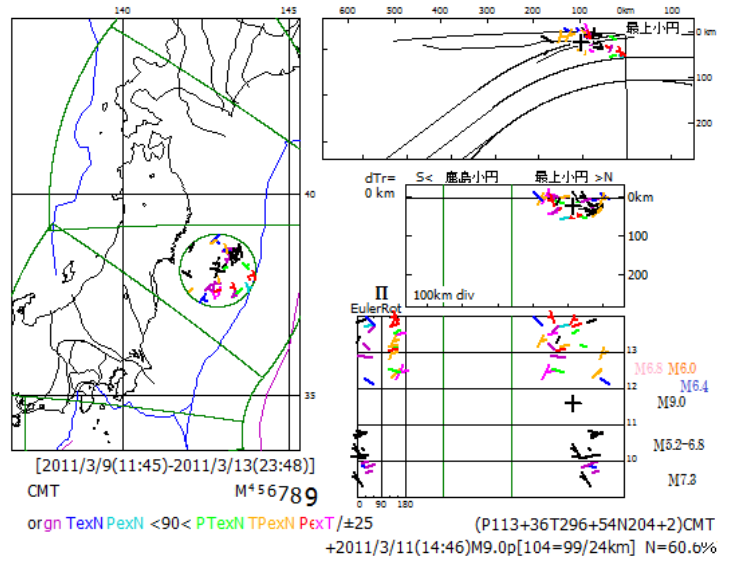 140 145
600 500 400 300 200 100 0km 100
最上小円
0 km
100
200
dTr= S< 鹿島小円 最上小円 >N
0 km
0km
40
100
200
Π 100km div
EulerRot
13
M6.8 M6.0
12 M6.4
M9.0
11
35
M5.2-6.8
10
M7.3
[2011/3/9(11:45)-2011/3/13(23:48)]
CMT M456789
0 90 180
orgn TexN PexN <90< PTexN TPexN PexT/±25
(P113+36T296+54N204+2)CMT
+2011/3/11(14:46)M9.0p[104=99/24km] N=60.6%